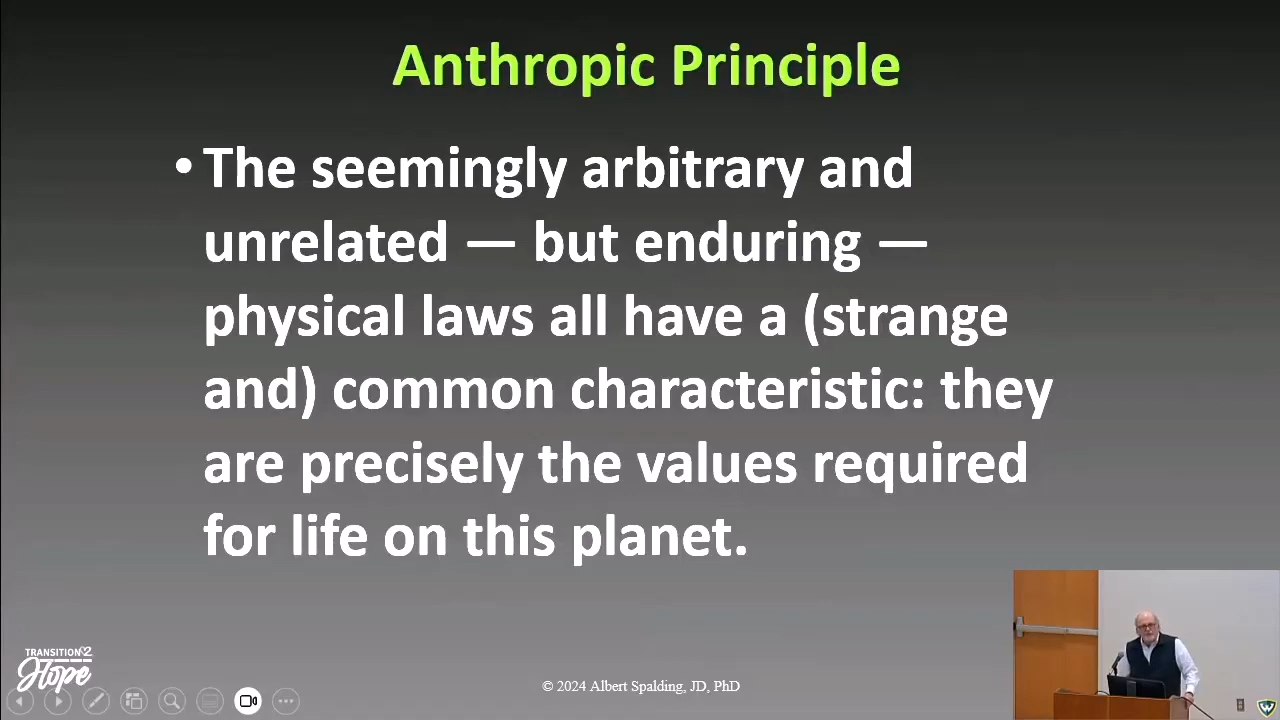 Anthropic Principle
• The seemingly arbitrary and
unrelated — but enduring —
physical laws all have a (strange
and) common characteristic: they
are precisely the values required
for life on this planet.
TRANSITION2
Hope
© 2024 Albert Spalding, JD, PhD